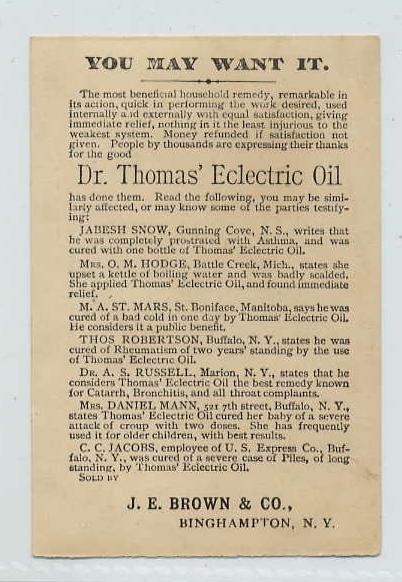 YOU MAY WANT IT.
The most beneficial household remedy, remarkable in
its action, quick in performing the work desired, used
internally and externally with equal satisfaction, giving
immediate relief, nothing in it the least injurious to the
weakest system. Money refunded if satisfaction not
given. People by thousands are expressing their thanks
for the good
Dr. Thomas' Eclectric Oil
has done them. Read the following, you may be simi-
larly affected, or may know some of the parties testify-
ing:
JABESH SNOW, Gunning Cove, N. S., writes that
he was completely prostrated with Asthma, and was
cured with one bottle of Thomas' Eclectric Oil.
MRS. O. M. HODGE, Battle Creek, Mich., states she
upset a kettle of boiling water and was badly scalded.
She applied Thomas' Eclectric Oil, and found immediate
relief.
M. A. ST. MARS, St. Boniface, Manitoba, says he was
cured of a bad cold in one day by Thomas' Eclectric Oil.
He considers it a public benefit.
THOS ROBERTSON, Buffalo, N. Y., states he was
cured of Rheumatism of two years' standing by the use
of Thomas' Eclectric Oil.
DR. A. S. RUSSELL, Marion, N. Y., states that he
considers Thomas' Eclectric Oil the best remedy known
for Catarrh, Bronchitis, and all throat complaints.
MRS. DANIEL MANN, 321 7th street, Buffalo, N. Y.,
states Thomas' Eclectric Oil cured her baby of a severe
attack of croup with two doses. She has frequently
used it for older children, with best results.
C. C. JACOBS, employee of U. S. Express Co., Buf-
falo, N. Y., was cured of a severe case of Piles, of long
standing, by Thomas' Eclectric Oil.
SOLD BY
J. E. BROWN & CO.,
BINGHAMPTON, N. Y.